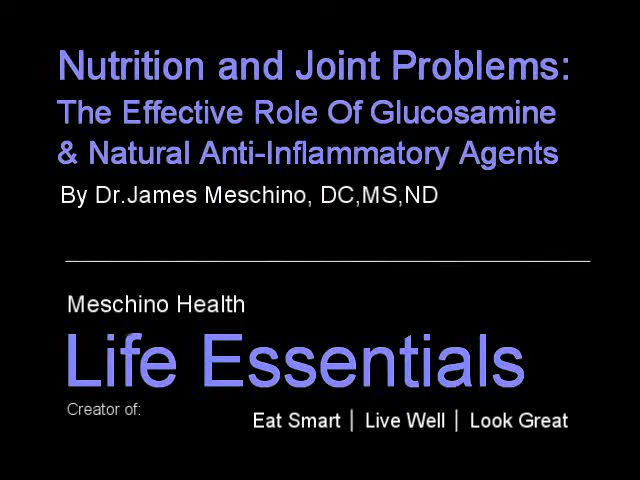 Nutrition and Joint Problems:
The Effective Role Of Glucosamine
& Natural Anti-Inflammatory Agents
By Dr.James Meschino, DC,MS,ND
Meschino Health
Life Essentials
Creator of:
Eat Smart | Live Well | Look Great